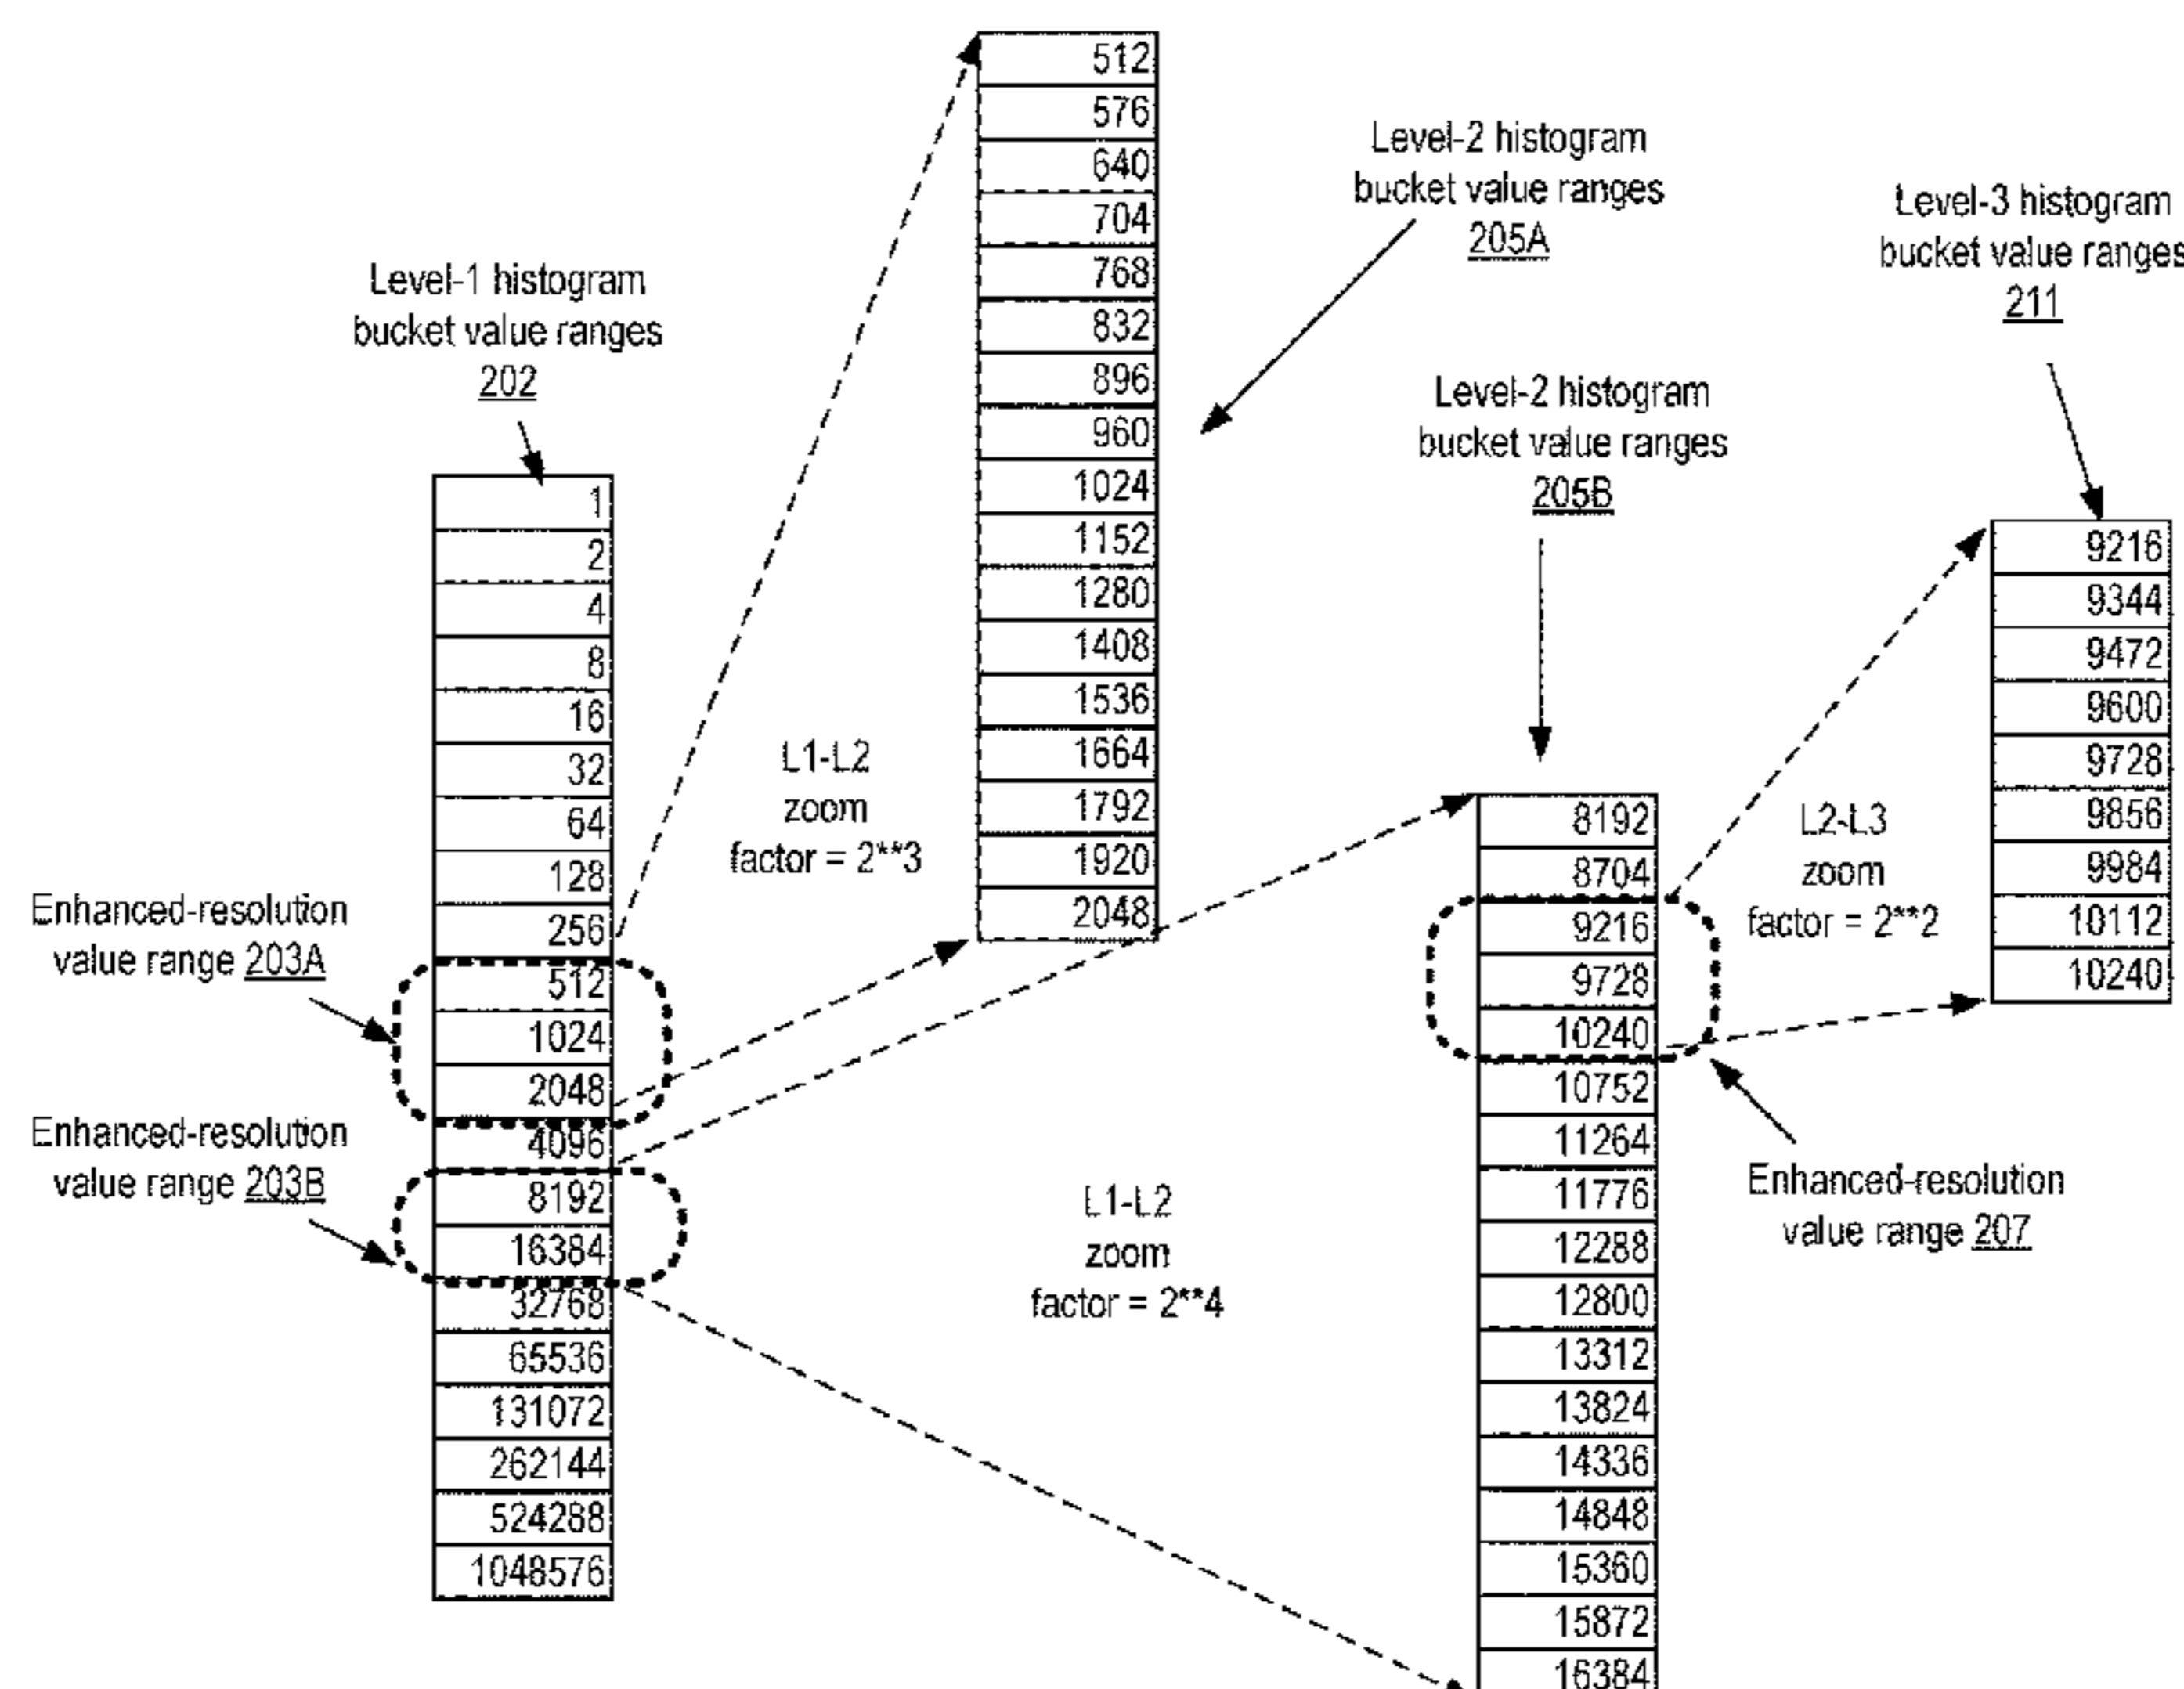 Level-1 histogram
bucket value ranges
202
1
2
4
8
16
32
64
128
256
512
1024
2048
4096
8192
16384
32768
65536
131072
262144
524288
1048576
Enhanced-resolution
value range 203A
Enhanced-resolution
value range 203B
L1-L2
zoom
factor = 2**3
512
576
640
704
768
832
896
960
1024
1152
1280
1408
1536
1664
1792
1920
2048
Level-2 histogram
bucket value ranges
205A
L1-L2
zoom
factor = 2**4
Level-2 histogram
bucket value ranges
205B
8192
8704
9216
9728
10240
10752
11264
11776
12288
12800
13312
13824
14336
14848
15360
15872
16384
L2-L3
zoom
factor = 2**2
Enhanced-resolution
value range 207
Level-3 histogram
bucket value ranges
211
9216
9344
9472
9600
9728
9856
9984
10112
10240